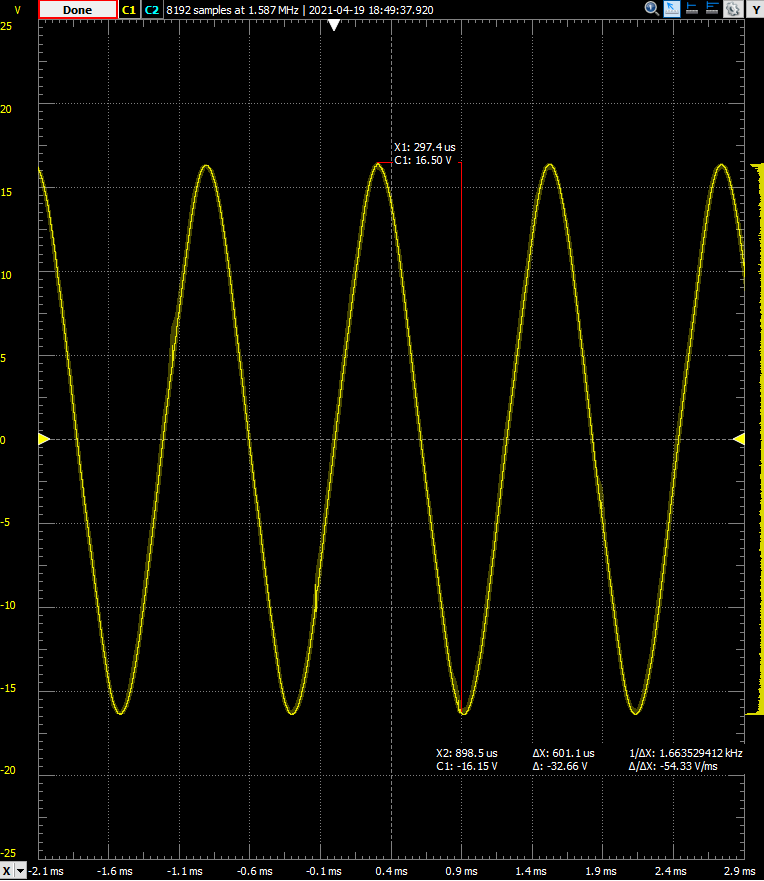 V Done C1 C2 8192 samples at 1.587 MHz | 2021-04-19 18:49:37.920 Y
25
20
X1: 297.4 us
C1: 16.50 V
15
10
5
0
-5
-10
-15
X2: 898.5 us ΔX: 601.1 us 1/ΔX: 1.663529412 kHz
C1: -16.15 V Δ: -32.66 V Δ/ΔX: -54.33 V/ms
-20
-25
X -2.1 ms -1.6 ms -1.1 ms -0.6 ms -0.1 ms 0.4 ms 0.9 ms 1.4 ms 1.9 ms 2.4 ms 2.9 ms